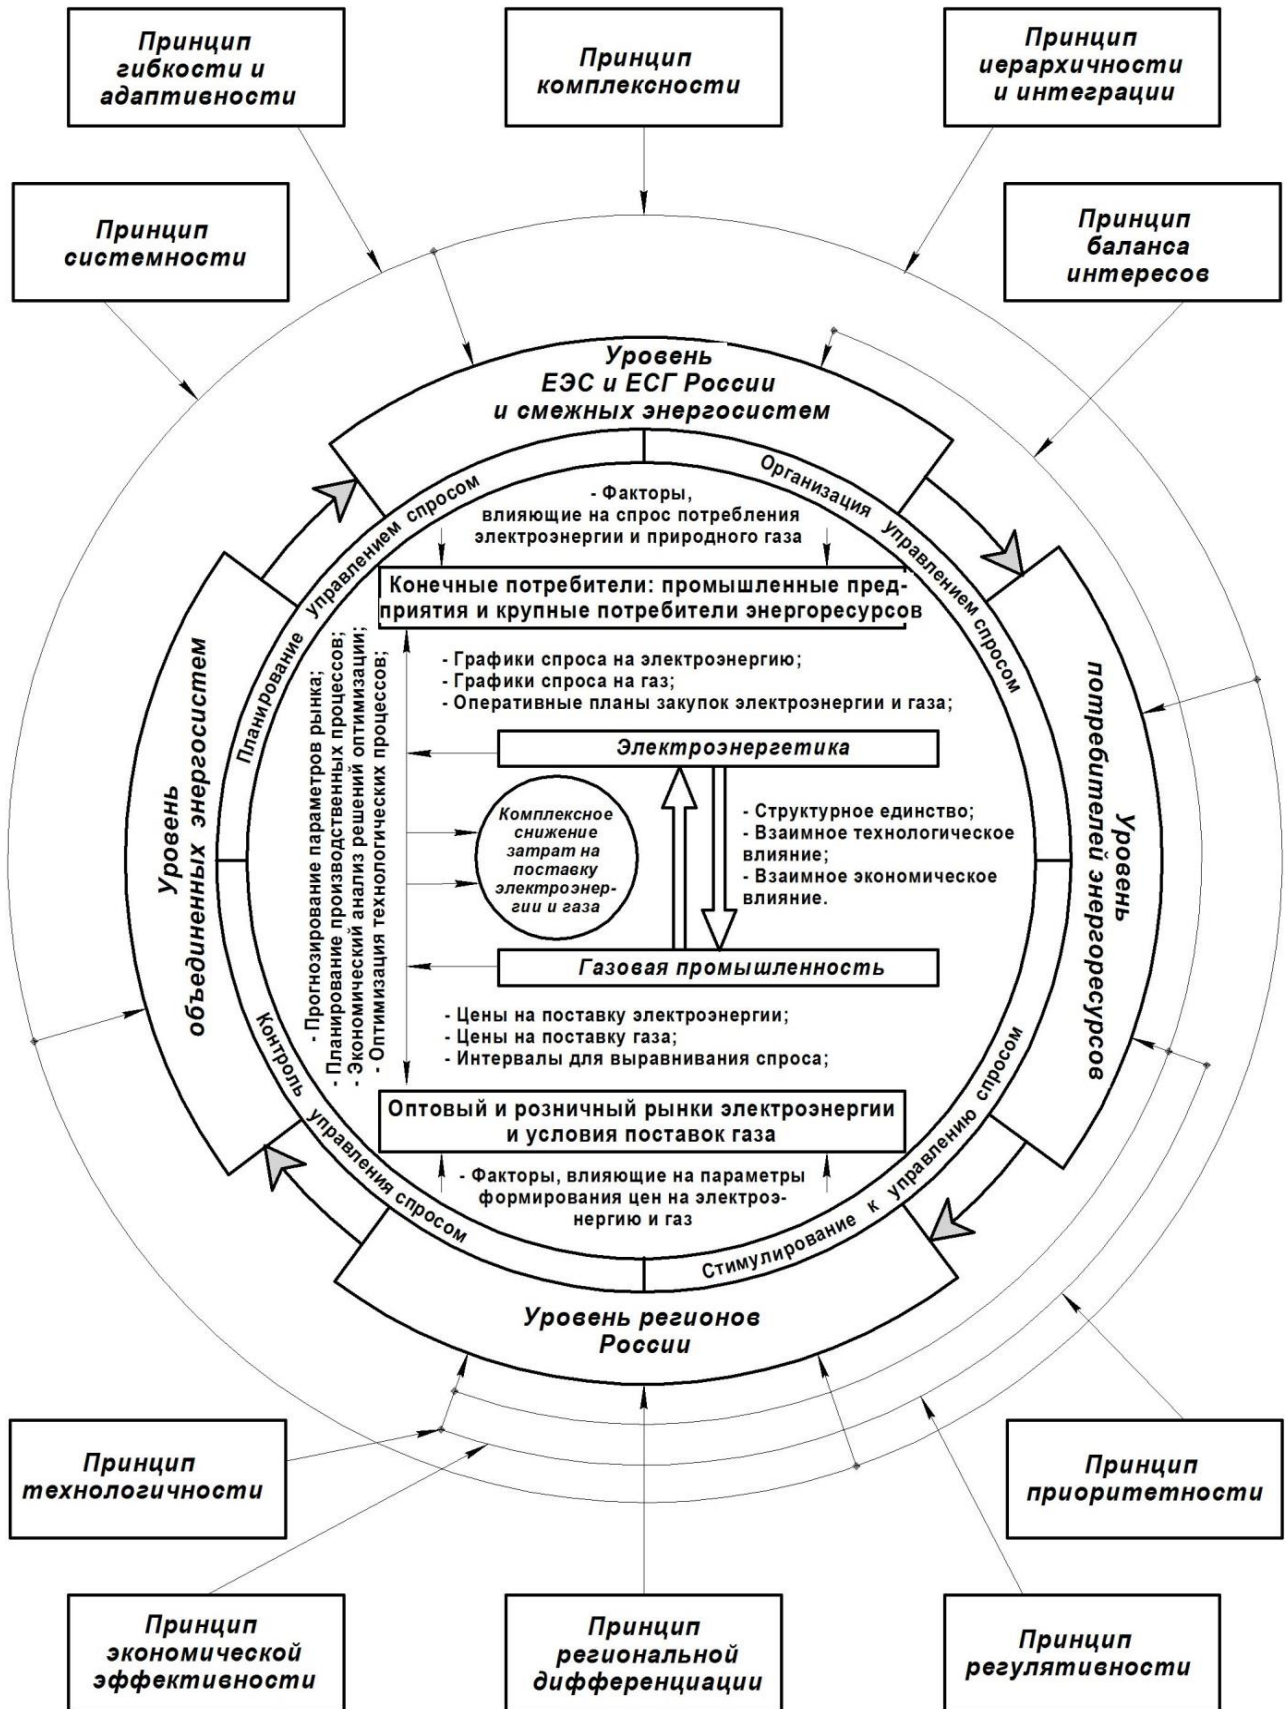 Принцип
гибкости и
адаптивности
Принцип
комплексности
Принцип
иерархичности
и интеграции
Принцип
системности
Принцип
баланса
интересов
Уровень
ЕЭС и ЕСГ России
и смежных энергосистем
Планирование управлением спросом
Организация управлением спросом
- Факторы,
влияющие на спрос потребления
электроэнергии и природного газа
Конечные потребители: промышленные пред-
приятия и крупные потребители энергоресурсов
- Прогнозирование параметров рынка;
- Планирование производственных процессов;
- Экономический анализ решений оптимизации;
- Оптимизация технологических процессов;
- Графики спроса на электроэнергию;
- Графики спроса на газ;
- Оперативные планы закупок электроэнергии и газа;
Электроэнергетика
Уровень
объединенных энергосистем
Уровень
потребителей энергоресурсов
Комплексное
снижение
затрат на
поставку
электроэнер-
гии и газа
- Структурное единство;
- Взаимное технологическое
влияние;
- Взаимное экономическое
влияние.
Газовая промышленность
- Цены на поставку электроэнергии;
- Цены на поставку газа;
- Интервалы для выравнивания спроса;
Оптовый и розничный рынки электроэнергии
и условия поставок газа
- Факторы, влияющие на параметры
формирования цен на электроэ-
нергию и газ
Контроль управления спросом
Стимулирование к управлению спросом
Уровень регионов
России
Принцип
технологичности
Принцип
приоритетности
Принцип
экономической
эффективности
Принцип
региональной
дифференциации
Принцип
регулятивности